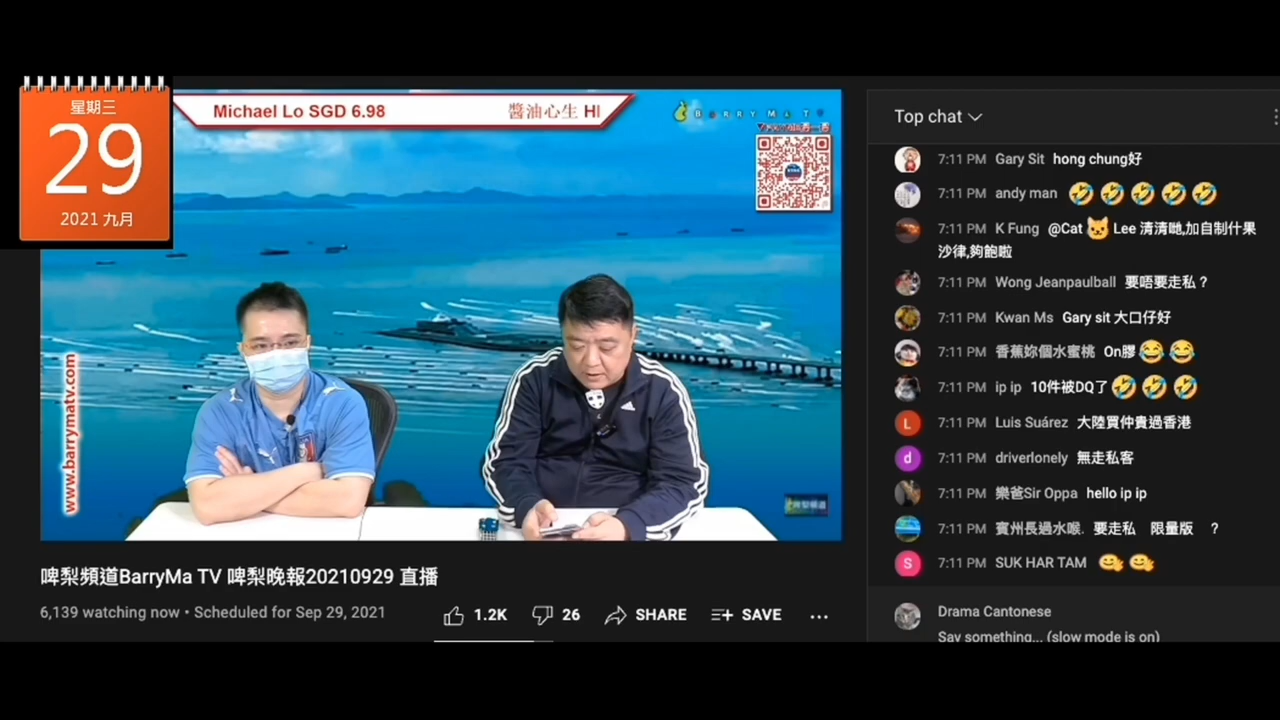 星期三
29
2021 九月
Michael Lo SGD 6.98
醬油心生 HI
BARRY MA TV
www.barrymatv.com
啤梨頻道
啤梨頻道BarryMa TV 啤梨晚報20210929 直播
6,139 watching now • Scheduled for Sep 29, 2021
1.2K
26
SHARE
SAVE
Top chat
7:11 PM Gary Sit hong chung好
7:11 PM andy man 🤣🤣🤣🤣🤣
7:11 PM K Fung @Cat🐱Lee 清清哋,加自制什果
沙律,夠飽啦
7:11 PM Wong Jeanpaulball 要唔要走私？
7:11 PM Kwan Ms Gary sit 大口仔好
7:11 PM 香蕉妳個水蜜桃 On膠😂😂
7:11 PM ip ip 10件被DQ了🤣🤣🤣
L
7:11 PM Luis Suárez 大陸買仲貴過香港
d
7:11 PM driverlonely 無走私客
7:11 PM 樂爸Sir Oppa hello ip ip
7:11 PM 賓州長過水喉. 要走私 限量版 ?
S
7:11 PM SUK HAR TAM 🤗🤗
Drama Cantonese
Say something... (slow mode is on)